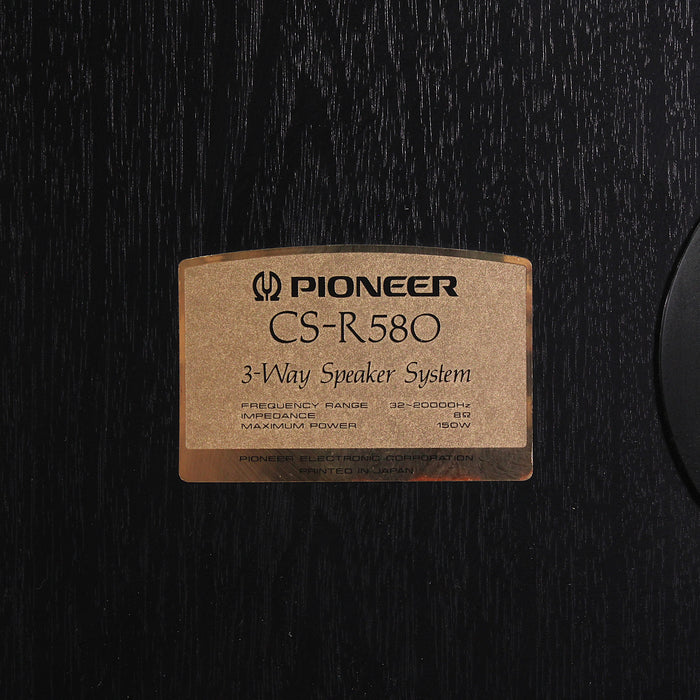 PIONEER
CS-R580
3-Way Speaker System
FREQUENCY RANGE 32~20000Hz
IMPEDANCE 8Ω
MAXIMUM POWER 150W
PIONEER ELECTRONIC CORPORATION
PRINTED IN JAPAN